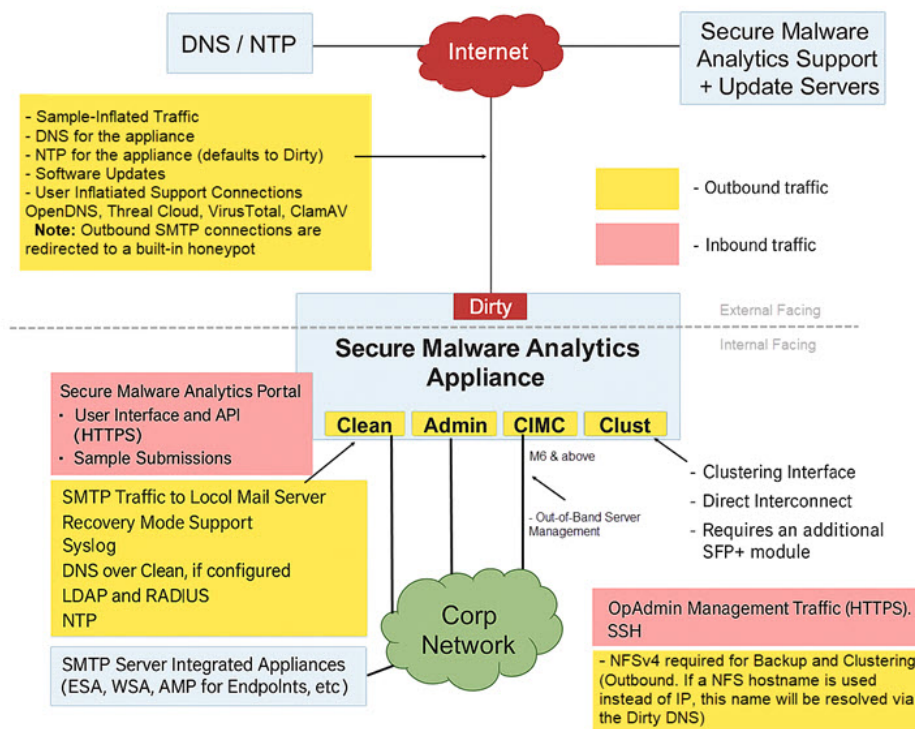 DNS / NTP
Internet
Secure Malware
Analytics Support
+ Update Servers
- Sample-Inflated Traffic
- DNS for the appliance
- NTP for the appliance (defaults to Dirty)
- Software Updates
- User Inflatiated Support Connections
OpenDNS, Threal Cloud, VirusTotal, ClamAV
Note: Outbound SMTP connections are
redirected to a built-in honeypot
- Outbound traffic
- Inbound traffic
Dirty
External Facing
Internal Facing
Secure Malware Analytics
Appliance
Clean
Admin
CIMC
Clust
Secure Malware Analytics Portal
• User Interface and API
(HTTPS)
• Sample Submissions
SMTP Traffic to Locol Mail Server
Recovery Mode Support
Syslog
DNS over Clean, if configured
LDAP and RADIUS
NTP
M6 & above
- Out-of-Band Server
Management
- Clustering Interface
- Direct Interconnect
- Requires an additional
SFP+ module
Corp
Network
SMTP Server Integrated Appliances
(ESA, WSA, AMP for Endpoints, etc)
OpAdmin Management Traffic (HTTPS).
SSH
- NFSv4 required for Backup and Clustering
(Outbound. If a NFS hostname is used
instead of IP, this name will be resolved via
the Dirty DNS)